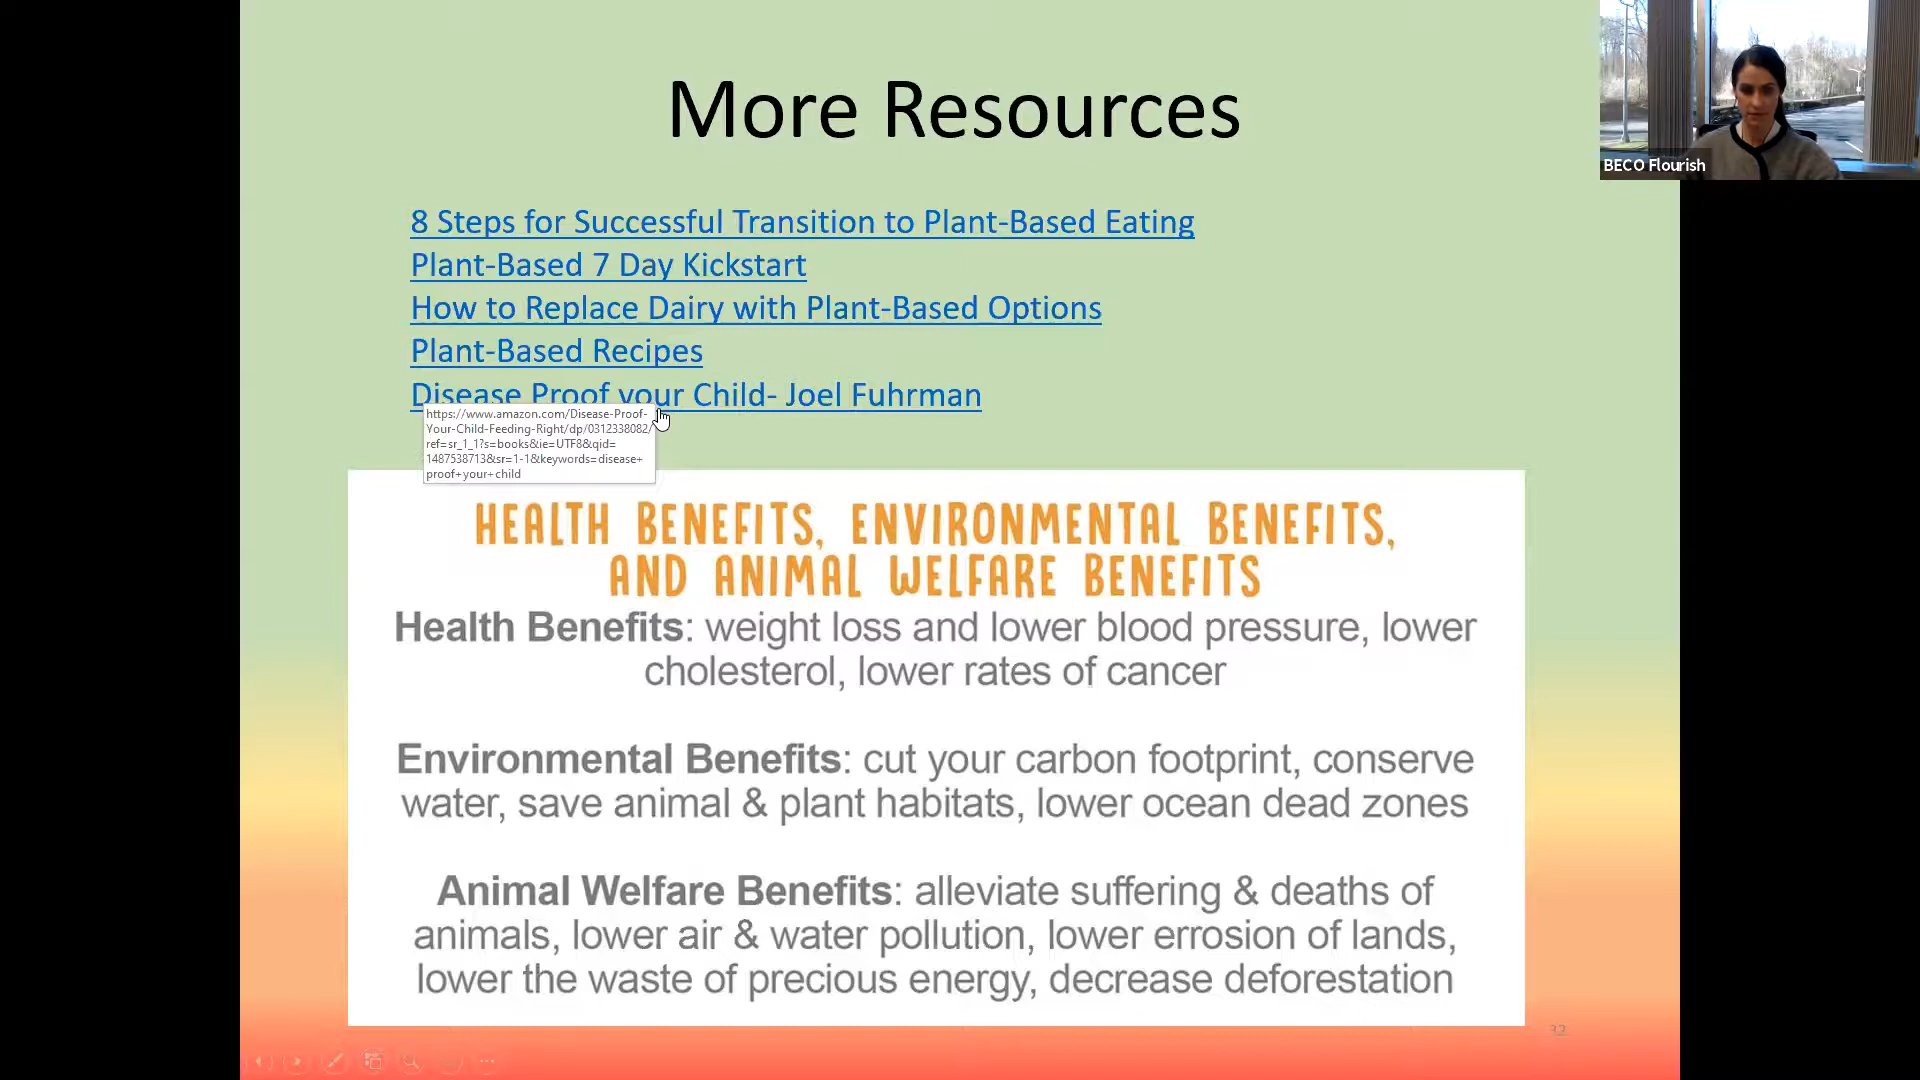 More Resources
BECO Flourish
8 Steps for Successful Transition to Plant-Based Eating
Plant-Based 7 Day Kickstart
How to Replace Dairy with Plant-Based Options
Plant-Based Recipes
Disease Proof your Child- Joel Fuhrman
https://www.amazon.com/Disease-Proof-
Your-Child-Feeding-Right/dp/0312338082/
ref=sr_1_1?s=books&ie=UTF8&qid=
1487538713&sr=1-1&keywords=disease+
proof+your+child
HEALTH BENEFITS, ENVIRONMENTAL BENEFITS,
AND ANIMAL WELFARE BENEFITS
Health Benefits: weight loss and lower blood pressure, lower
cholesterol, lower rates of cancer
Environmental Benefits: cut your carbon footprint, conserve
water, save animal & plant habitats, lower ocean dead zones
Animal Welfare Benefits: alleviate suffering & deaths of
animals, lower air & water pollution, lower errosion of lands,
lower the waste of precious energy, decrease deforestation
32